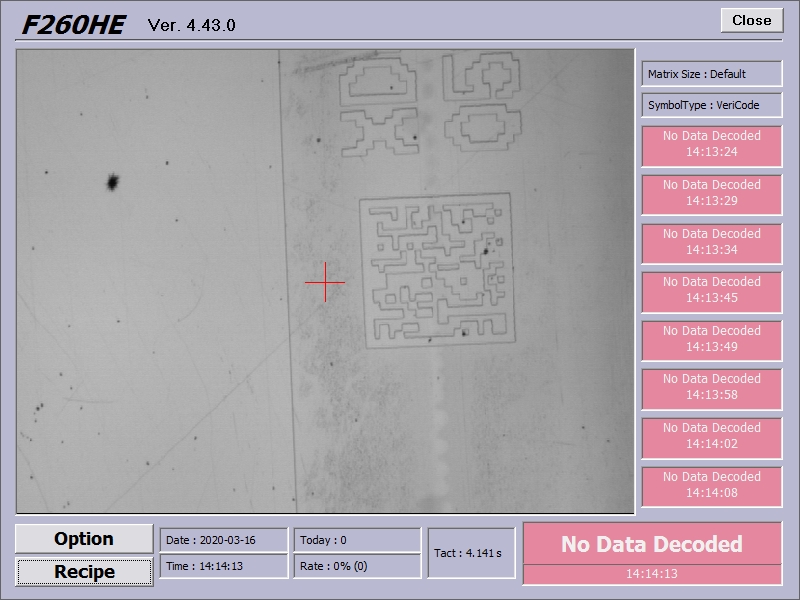 F260HE Ver. 4.43.0
Close
Matrix Size : Default
SymbolType : VeriCode
No Data Decoded
14:13:24
No Data Decoded
14:13:29
No Data Decoded
14:13:34
No Data Decoded
14:13:45
No Data Decoded
14:13:49
No Data Decoded
14:13:58
No Data Decoded
14:14:02
No Data Decoded
14:14:08
Option
Recipe
Date : 2020-03-16
Time : 14:14:13
Today : 0
Rate : 0% (0)
Tact : 4.141 s
No Data Decoded
14:14:13